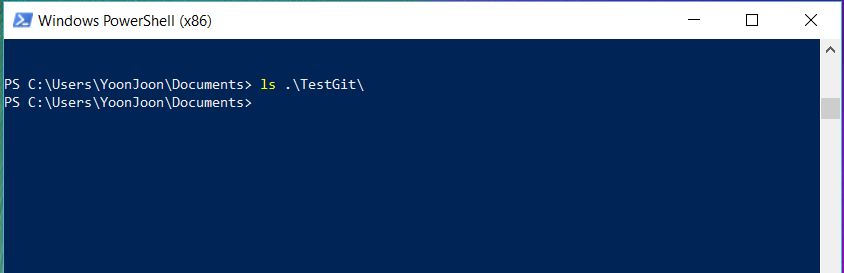 Windows PowerShell (x86)
PS C:\Users\YoonJoon\Documents> ls .\TestGit\
PS C:\Users\YoonJoon\Documents>